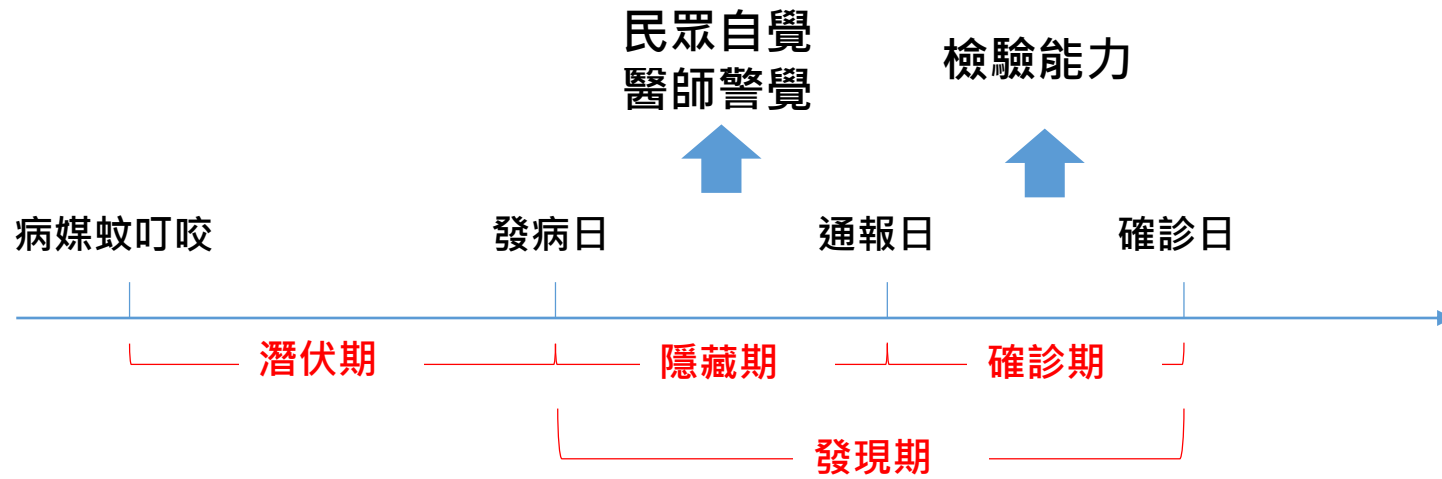 民眾自覺
醫師警覺
檢驗能力
病媒蚊叮咬
發病日
通報日
確診日
潛伏期
隱藏期
確診期
發現期